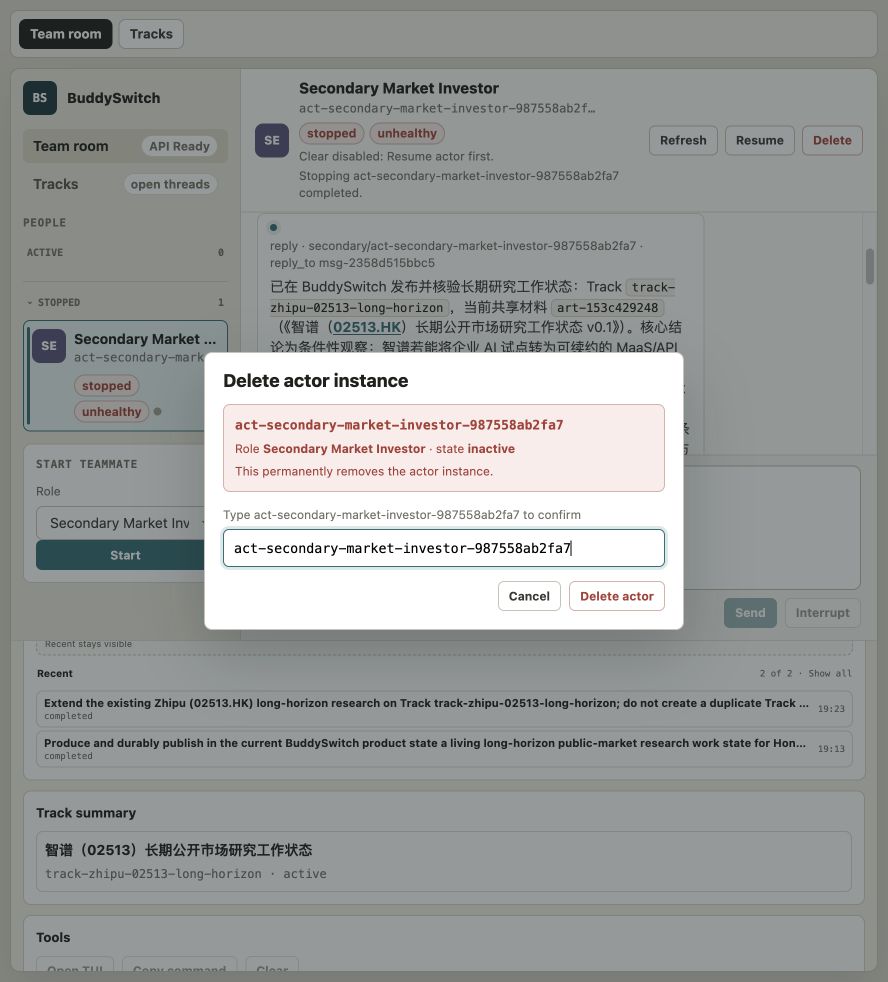 Team room
Tracks
BS
BuddySwitch
Team room
API Ready
Tracks
open threads
PEOPLE
ACTIVE
0
STOPPED
1
SE
Secondary Market ...
act-secondary-mark
stopped
unhealthy
START TEAMMATE
Role
Secondary Market Inv
Start
SE
Secondary Market Investor
act-secondary-market-investor-987558ab2f…
stopped
unhealthy
Clear disabled: Resume actor first.
Stopping act-secondary-market-investor-987558ab2fa7
completed.
Refresh
Resume
Delete
reply · secondary/act-secondary-market-investor-987558ab2fa7 ·
reply_to msg-2358d515bbc5
已在 BuddySwitch 发布并核验长期研究工作状态：Track track-
zhipu-02513-long-horizon，当前共享材料 art-153c429248
（《智谱（02513.HK）长期公开市场研究工作状态 v0.1》）。核心结
论为条件性观察：智谱若能将企业 AI 试点转为可续约的 MaaS/API
Delete actor instance
act-secondary-market-investor-987558ab2fa7
Role Secondary Market Investor · state inactive
This permanently removes the actor instance.
Type act-secondary-market-investor-987558ab2fa7 to confirm
act-secondary-market-investor-987558ab2fa7
Cancel
Delete actor
Send
Interrupt
Recent stays visible
Recent
2 of 2 · Show all
Extend the existing Zhipu (02513.HK) long-horizon research on Track track-zhipu-02513-long-horizon; do not create a duplicate Track ...
completed
19:23
Produce and durably publish in the current BuddySwitch product state a living long-horizon public-market research work state for Hon...
completed
19:13
Track summary
智谱（02513）长期公开市场研究工作状态
track-zhipu-02513-long-horizon · active
Tools
Open TUI
Copy command
Clear